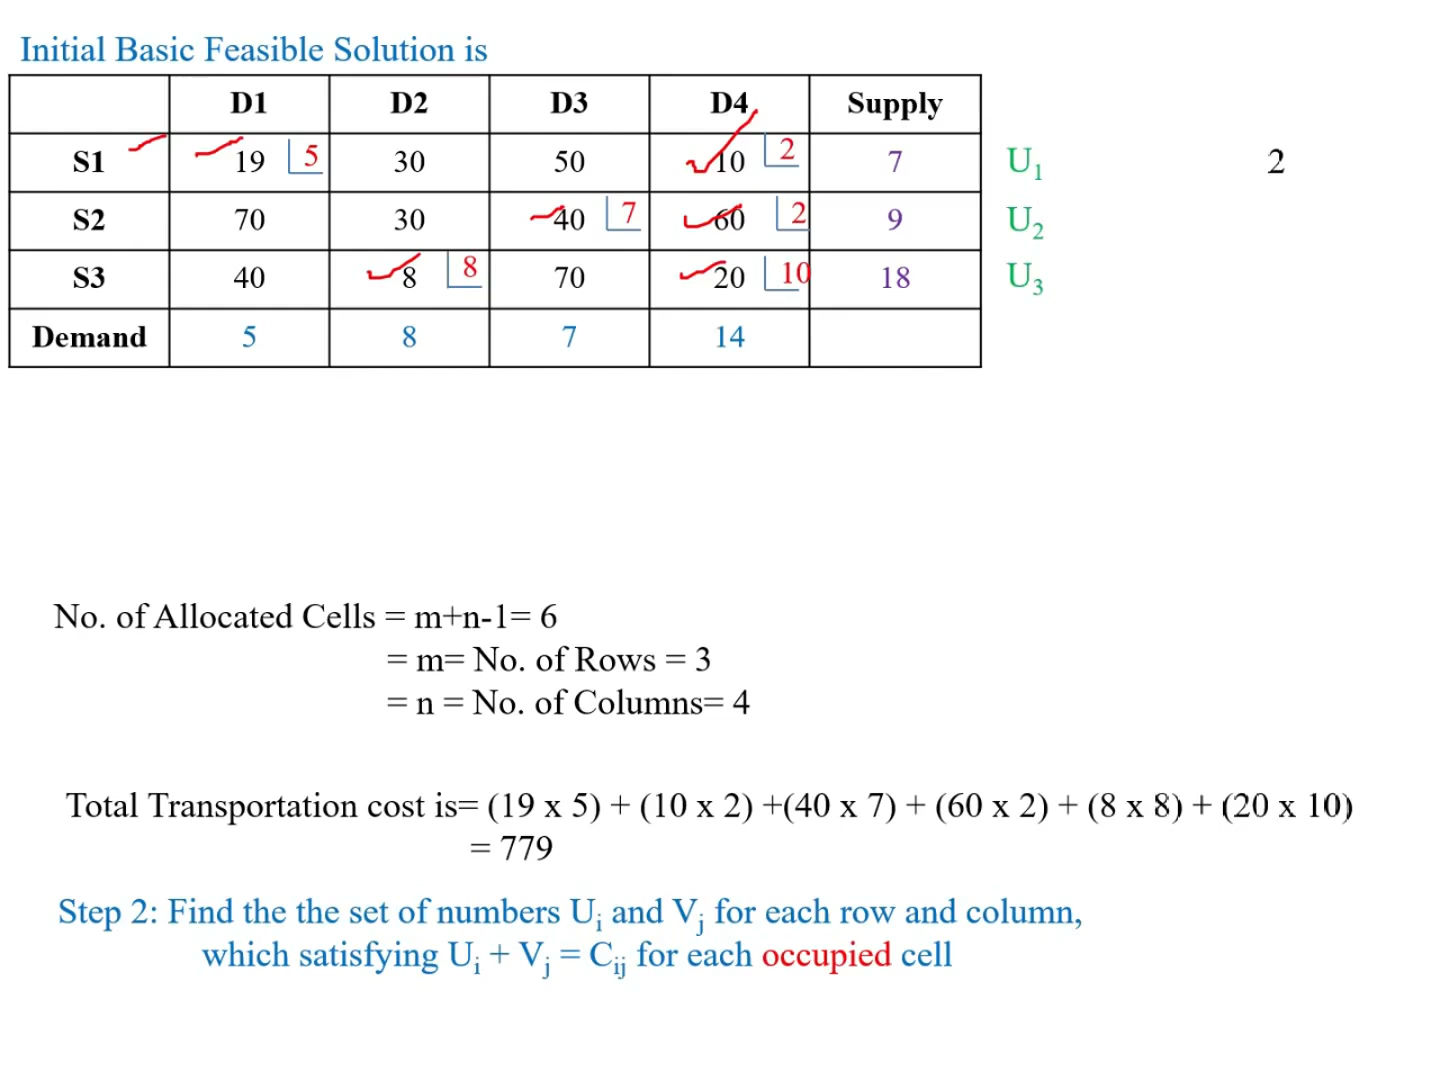 Initial Basic Feasible Solution is
D1 D2 D3 D4 Supply
S1 19 5 30 50 10 2 7 U1 2
S2 70 30 40 7 60 2 9 U2
S3 40 8 8 70 20 10 18 U3
Demand 5 8 7 14
No. of Allocated Cells = m+n-1= 6
= m= No. of Rows = 3
= n = No. of Columns= 4
Total Transportation cost is= (19 x 5) + (10 x 2) +(40 x 7) + (60 x 2) + (8 x 8) + (20 x 10)
= 779
Step 2: Find the the set of numbers Ui and Vj for each row and column,
which satisfying Ui + Vj = Cij for each occupied cell